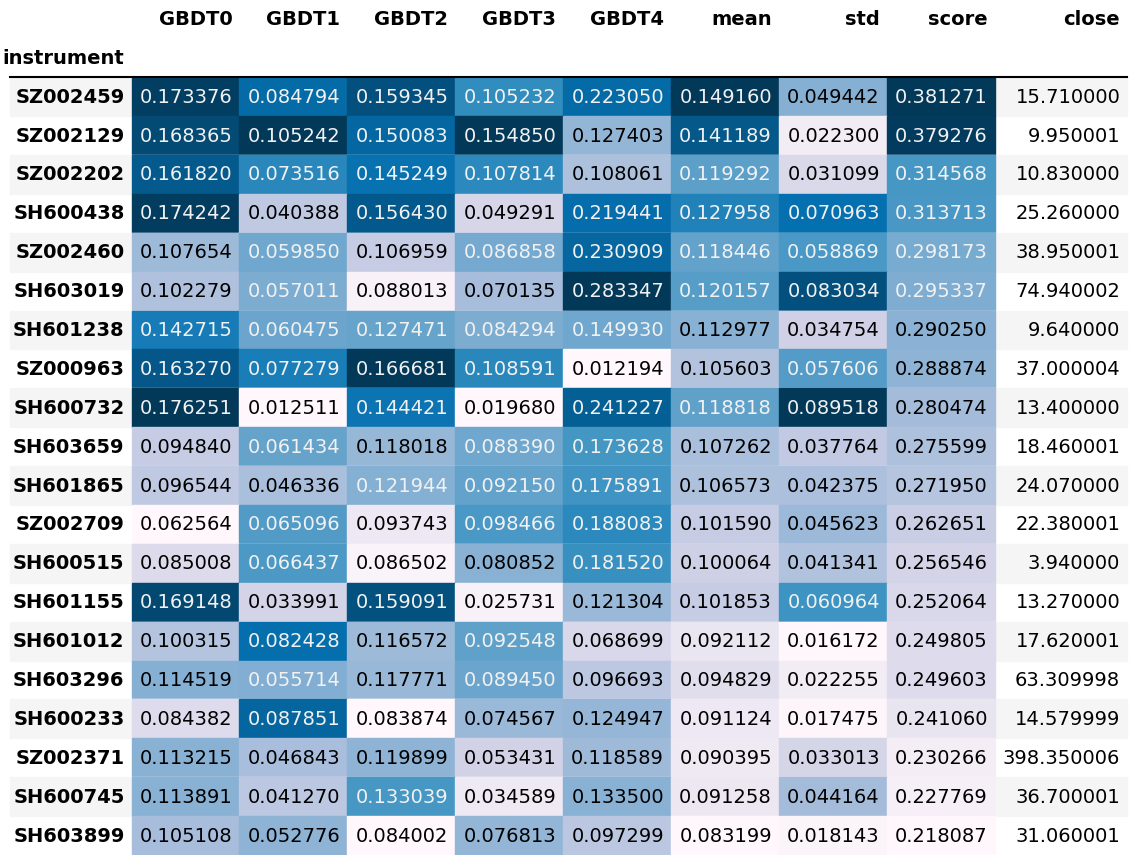 GBDT0 GBDT1 GBDT2 GBDT3 GBDT4 mean std score close
instrument
SZ002459 0.173376 0.084794 0.159345 0.105232 0.223050 0.149160 0.049442 0.381271 15.710000
SZ002129 0.168365 0.105242 0.150083 0.154850 0.127403 0.141189 0.022300 0.379276 9.950001
SZ002202 0.161820 0.073516 0.145249 0.107814 0.108061 0.119292 0.031099 0.314568 10.830000
SH600438 0.174242 0.040388 0.156430 0.049291 0.219441 0.127958 0.070963 0.313713 25.260000
SZ002460 0.107654 0.059850 0.106959 0.086858 0.230909 0.118446 0.058869 0.298173 38.950001
SH603019 0.102279 0.057011 0.088013 0.070135 0.283347 0.120157 0.083034 0.295337 74.940002
SH601238 0.142715 0.060475 0.127471 0.084294 0.149930 0.112977 0.034754 0.290250 9.640000
SZ000963 0.163270 0.077279 0.166681 0.108591 0.012194 0.105603 0.057606 0.288874 37.000004
SH600732 0.176251 0.012511 0.144421 0.019680 0.241227 0.118818 0.089518 0.280474 13.400000
SH603659 0.094840 0.061434 0.118018 0.088390 0.173628 0.107262 0.037764 0.275599 18.460001
SH601865 0.096544 0.046336 0.121944 0.092150 0.175891 0.106573 0.042375 0.271950 24.070000
SZ002709 0.062564 0.065096 0.093743 0.098466 0.188083 0.101590 0.045623 0.262651 22.380001
SH600515 0.085008 0.066437 0.086502 0.080852 0.181520 0.100064 0.041341 0.256546 3.940000
SH601155 0.169148 0.033991 0.159091 0.025731 0.121304 0.101853 0.060964 0.252064 13.270000
SH601012 0.100315 0.082428 0.116572 0.092548 0.068699 0.092112 0.016172 0.249805 17.620001
SH603296 0.114519 0.055714 0.117771 0.089450 0.096693 0.094829 0.022255 0.249603 63.309998
SH600233 0.084382 0.087851 0.083874 0.074567 0.124947 0.091124 0.017475 0.241060 14.579999
SZ002371 0.113215 0.046843 0.119899 0.053431 0.118589 0.090395 0.033013 0.230266 398.350006
SH600745 0.113891 0.041270 0.133039 0.034589 0.133500 0.091258 0.044164 0.227769 36.700001
SH603899 0.105108 0.052776 0.084002 0.076813 0.097299 0.083199 0.018143 0.218087 31.060001